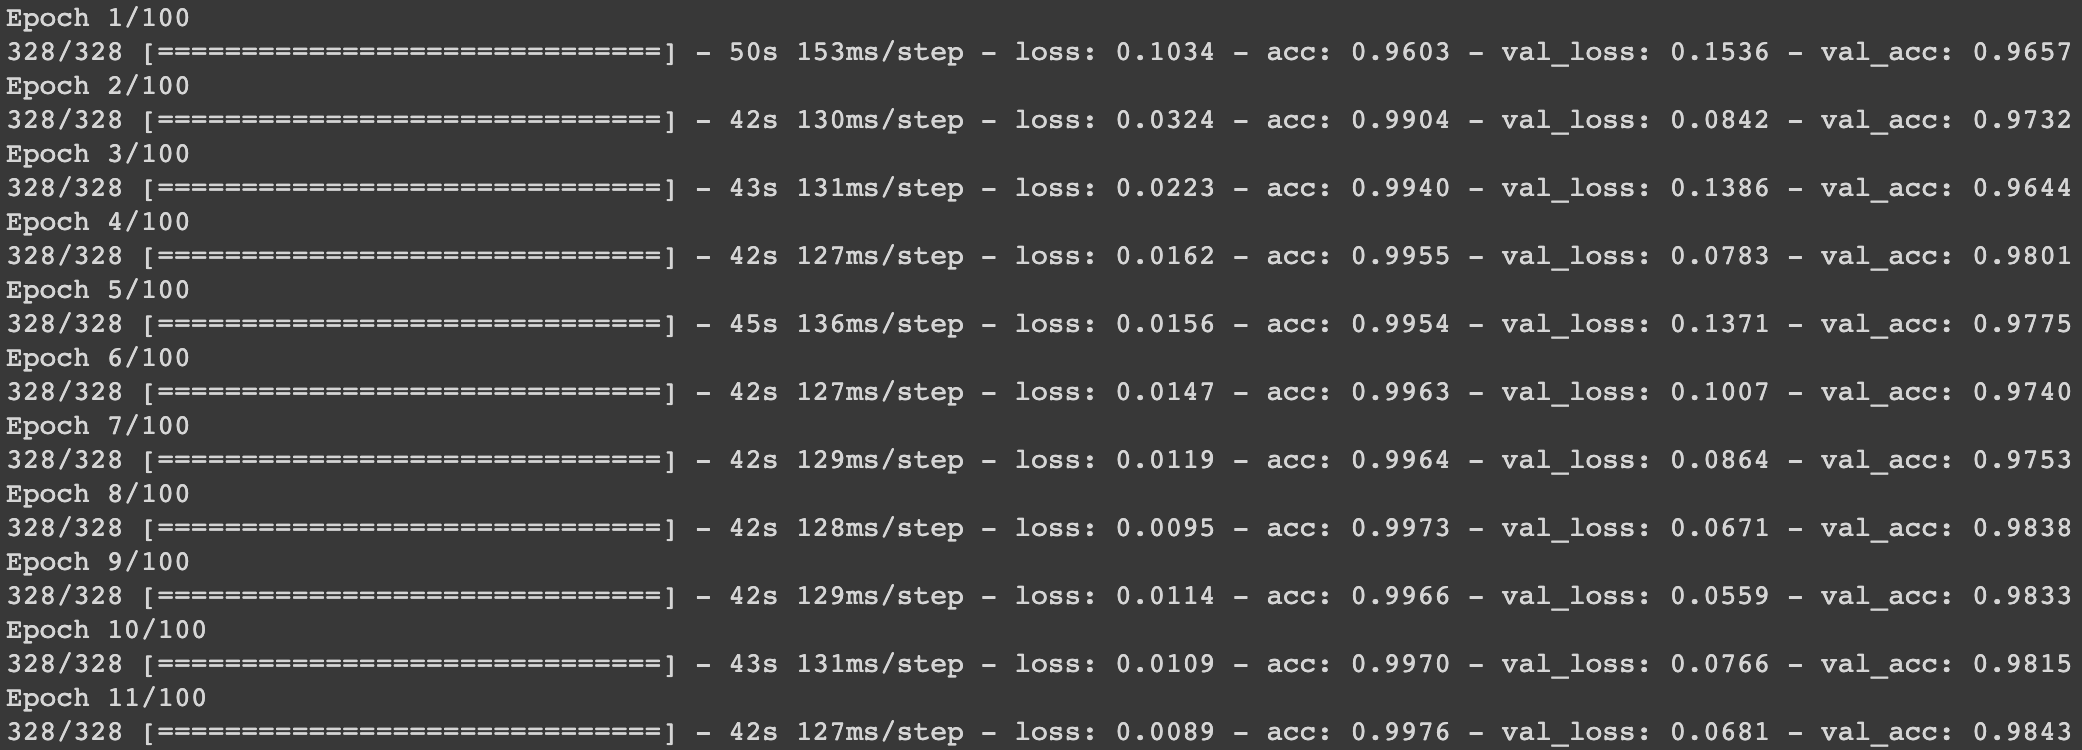 Epoch 1/100
328/328 [==============================] - 50s 153ms/step - loss: 0.1034 - acc: 0.9603 - val_loss: 0.1536 - val_acc: 0.9657
Epoch 2/100
328/328 [==============================] - 42s 130ms/step - loss: 0.0324 - acc: 0.9904 - val_loss: 0.0842 - val_acc: 0.9732
Epoch 3/100
328/328 [==============================] - 43s 131ms/step - loss: 0.0223 - acc: 0.9940 - val_loss: 0.1386 - val_acc: 0.9644
Epoch 4/100
328/328 [==============================] - 42s 127ms/step - loss: 0.0162 - acc: 0.9955 - val_loss: 0.0783 - val_acc: 0.9801
Epoch 5/100
328/328 [==============================] - 45s 136ms/step - loss: 0.0156 - acc: 0.9954 - val_loss: 0.1371 - val_acc: 0.9775
Epoch 6/100
328/328 [==============================] - 42s 127ms/step - loss: 0.0147 - acc: 0.9963 - val_loss: 0.1007 - val_acc: 0.9740
Epoch 7/100
328/328 [==============================] - 42s 129ms/step - loss: 0.0119 - acc: 0.9964 - val_loss: 0.0864 - val_acc: 0.9753
Epoch 8/100
328/328 [==============================] - 42s 128ms/step - loss: 0.0095 - acc: 0.9973 - val_loss: 0.0671 - val_acc: 0.9838
Epoch 9/100
328/328 [==============================] - 42s 129ms/step - loss: 0.0114 - acc: 0.9966 - val_loss: 0.0559 - val_acc: 0.9833
Epoch 10/100
328/328 [==============================] - 43s 131ms/step - loss: 0.0109 - acc: 0.9970 - val_loss: 0.0766 - val_acc: 0.9815
Epoch 11/100
328/328 [==============================] - 42s 127ms/step - loss: 0.0089 - acc: 0.9976 - val_loss: 0.0681 - val_acc: 0.9843